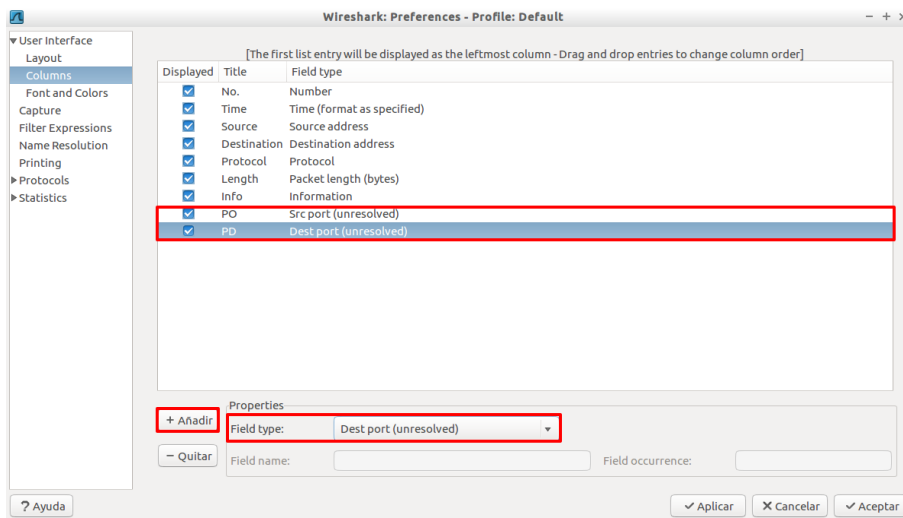 Wireshark: Preferences - Profile: Default
User Interface
Layout
Columns
Font and Colors
Capture
Filter Expressions
Name Resolution
Printing
Protocols
Statistics
[The first list entry will be displayed as the leftmost column - Drag and drop entries to change column order]
Displayed Title Field type
No. Number
Time Time (format as specified)
Source Source address
Destination Destination address
Protocol Protocol
Length Packet length (bytes)
Info Information
PO Src port (unresolved)
PD Dest port (unresolved)
Properties
+ Añadir Field type: Dest port (unresolved)
− Quitar Field name: Field occurrence:
? Ayuda Aplicar Cancelar Aceptar